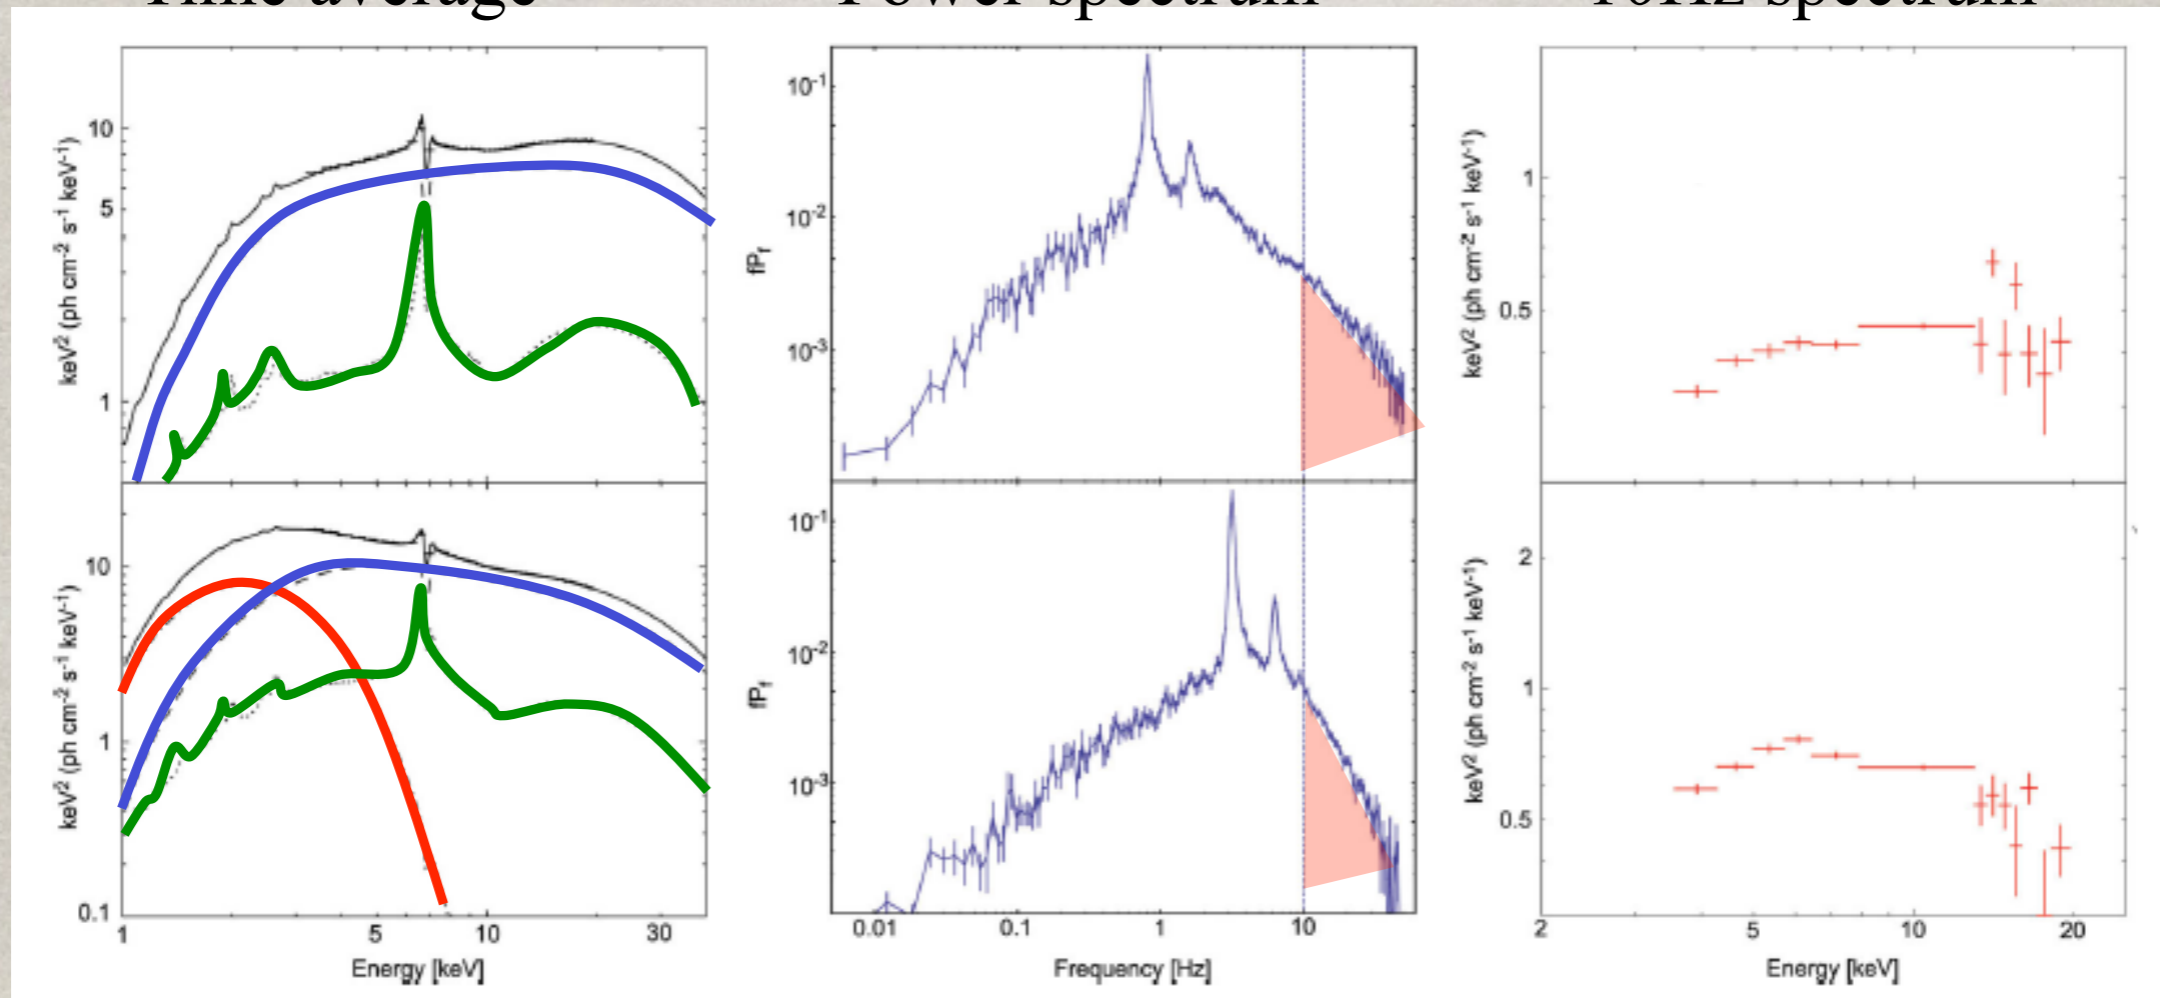 Time average
Power spectrum
10Hz spectrum
10
5
1
keV² (ph cm⁻² s⁻¹ keV⁻¹)
10
1
0.1
keV² (ph cm⁻² s⁻¹ keV⁻¹)
1
5
10
30
Energy [keV]
10⁻¹
10⁻²
10⁻³
fPf
10⁻¹
10⁻²
10⁻³
fPf
0.01
0.1
1
10
Frequency [Hz]
1
0.5
keV² (ph cm⁻² s⁻¹ keV⁻¹)
2
1
0.5
keV² (ph cm⁻² s⁻¹ keV⁻¹)
2
5
10
20
Energy [keV]